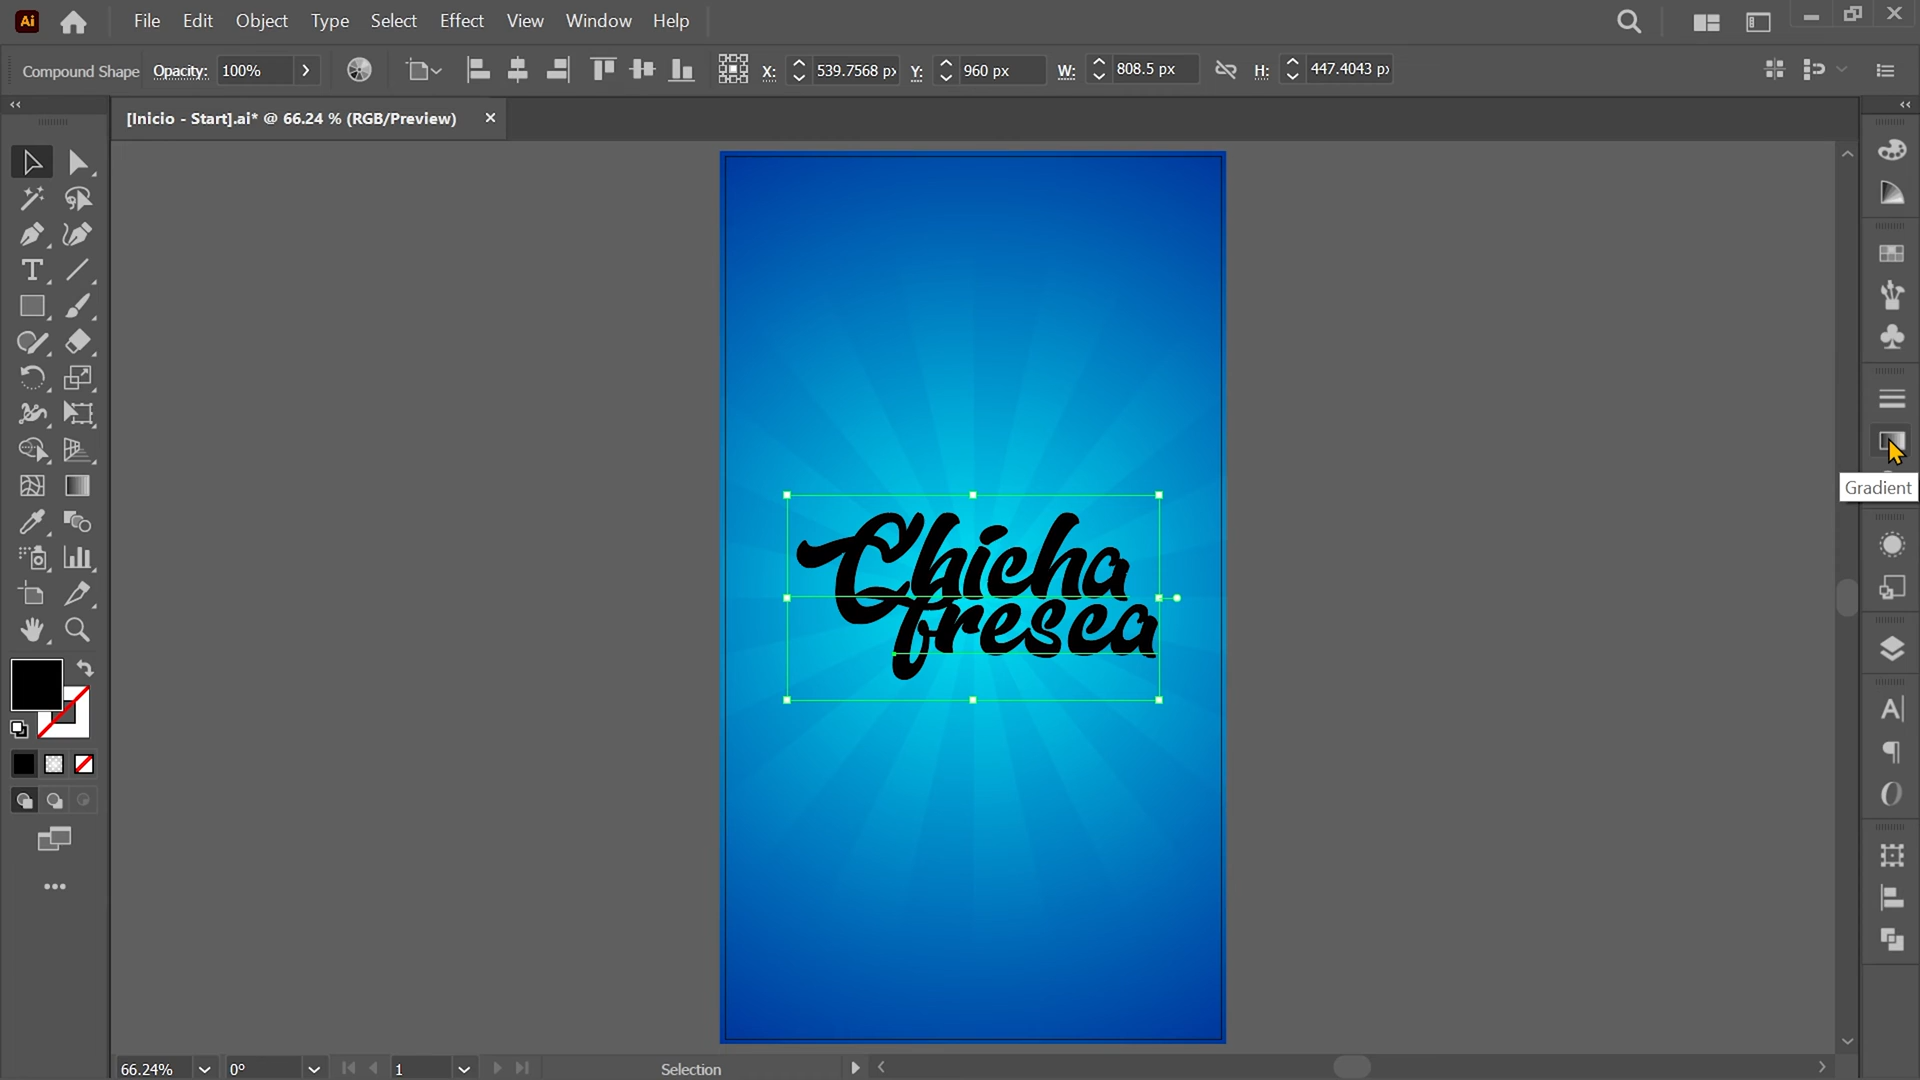 File Edit Object Type Select Effect View Window Help
Compound Shape Opacity: 100% X: 539.7568 px Y: 960 px W: 808.5 px H: 447.4043 px
[Inicio - Start].ai* @ 66.24 % (RGB/Preview)
Gradient
Chicha
fresca
66.24% 0° 1 Selection